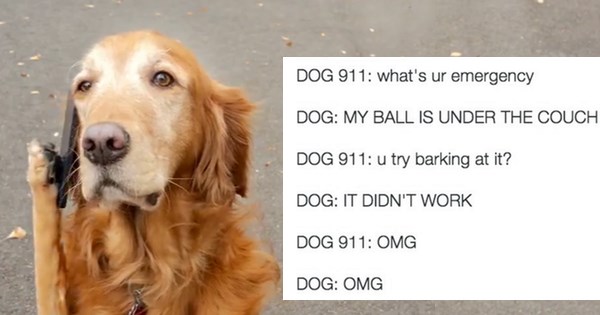 DOG 911: what's ur emergency
DOG: MY BALL IS UNDER THE COUCH
DOG 911: u try barking at it?
DOG: IT DIDN'T WORK
DOG 911: OMG
DOG: OMG